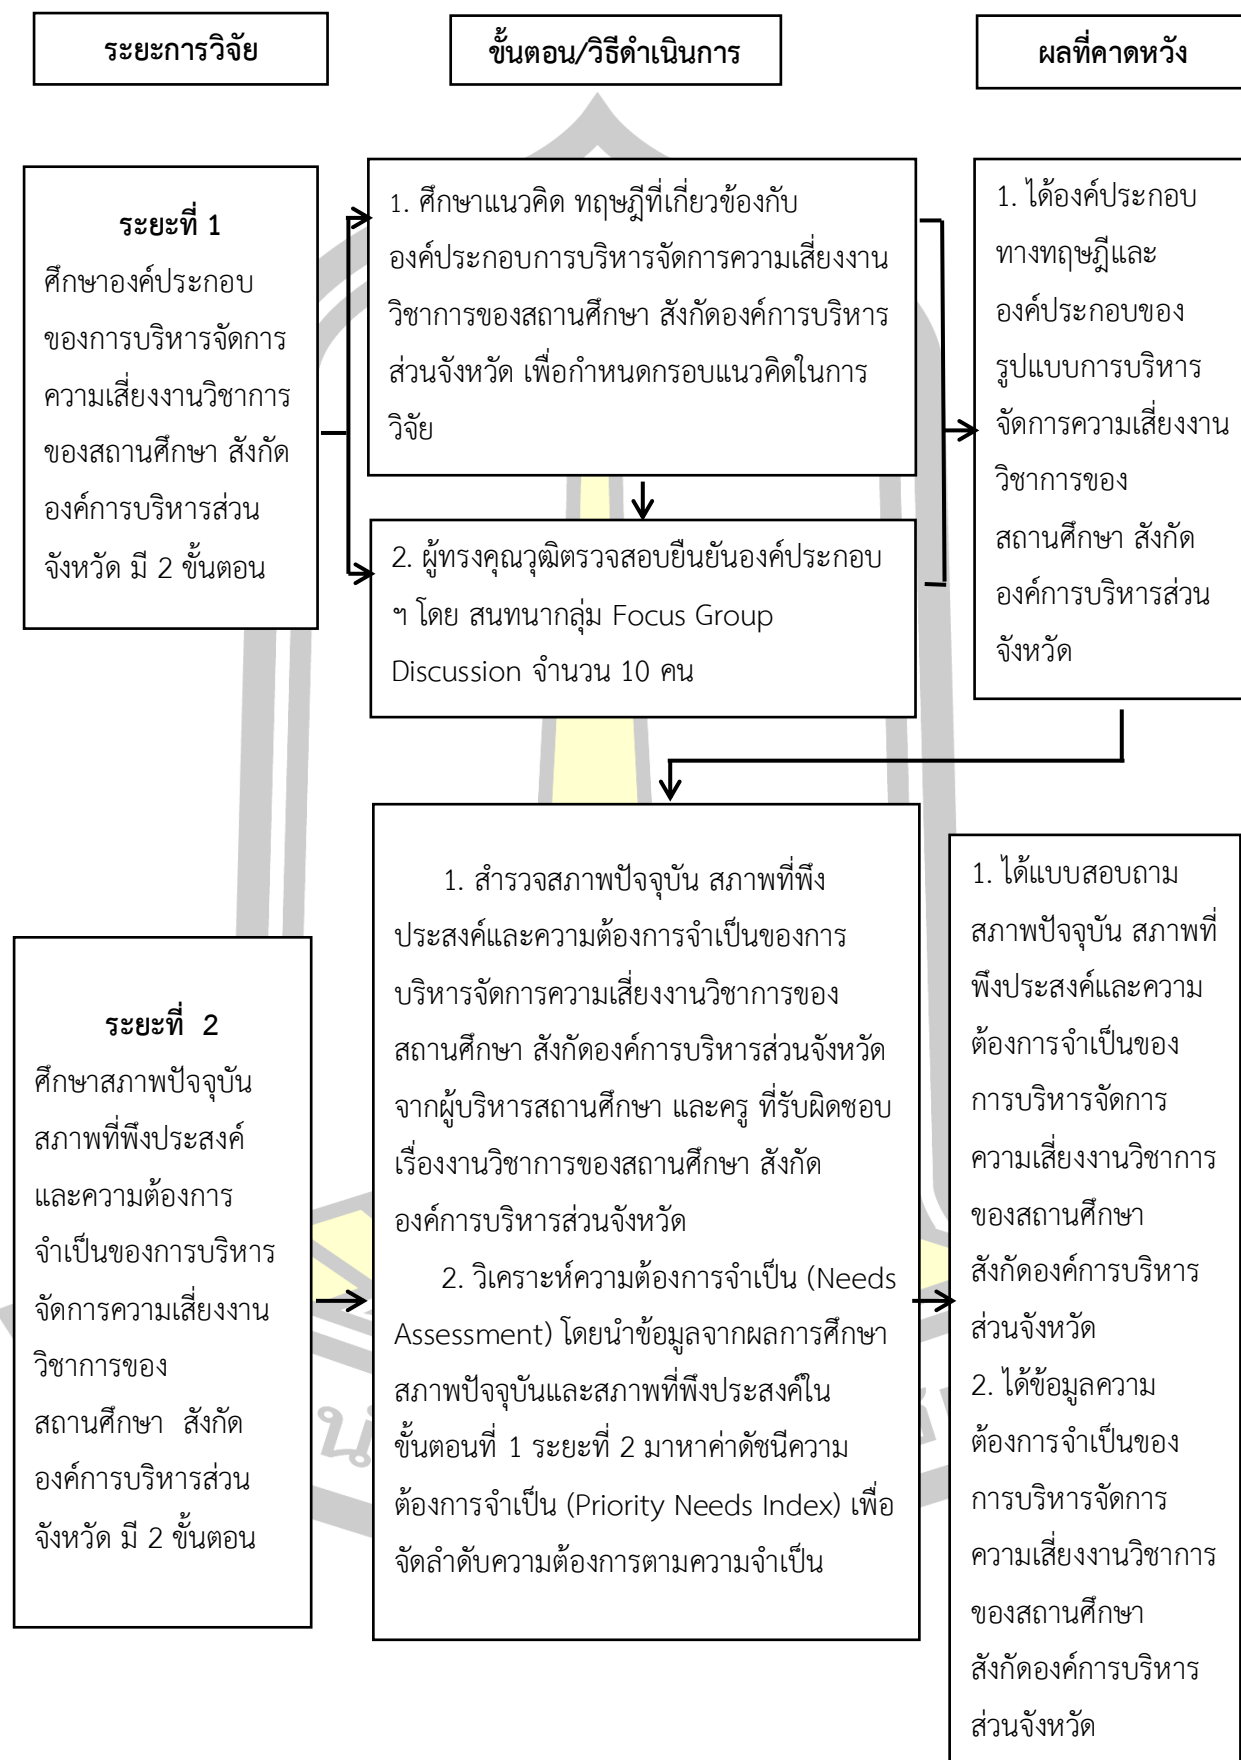 ระยะการวิจัย
ขั้นตอน/วิธีดำเนินการ
ผลที่คาดหวัง
ระยะที่ 1
ศึกษาองค์ประกอบ
ของการบริหารจัดการ
ความเสี่ยงงานวิชาการ
ของสถานศึกษา สังกัด
องค์การบริหารส่วน
จังหวัด มี 2 ขั้นตอน
1. ศึกษาแนวคิด ทฤษฎีที่เกี่ยวข้องกับ
องค์ประกอบการบริหารจัดการความเสี่ยงงาน
วิชาการของสถานศึกษา สังกัดองค์การบริหาร
ส่วนจังหวัด เพื่อกำหนดกรอบแนวคิดในการ
วิจัย
2. ผู้ทรงคุณวุฒิตรวจสอบยืนยันองค์ประกอบ
ฯ โดย สนทนากลุ่ม Focus Group
Discussion จำนวน 10 คน
1. ได้องค์ประกอบ
ทางทฤษฎีและ
องค์ประกอบของ
รูปแบบการบริหาร
จัดการความเสี่ยงงาน
วิชาการของ
สถานศึกษา สังกัด
องค์การบริหารส่วน
จังหวัด
ระยะที่ 2
ศึกษาสภาพปัจจุบัน
สภาพที่พึงประสงค์
และความต้องการ
จำเป็นของการบริหาร
จัดการความเสี่ยงงาน
วิชาการของ
สถานศึกษา สังกัด
องค์การบริหารส่วน
จังหวัด มี 2 ขั้นตอน
1. สำรวจสภาพปัจจุบัน สภาพที่พึง
ประสงค์และความต้องการจำเป็นของการ
บริหารจัดการความเสี่ยงงานวิชาการของ
สถานศึกษา สังกัดองค์การบริหารส่วนจังหวัด
จากผู้บริหารสถานศึกษา และครู ที่รับผิดชอบ
เรื่องงานวิชาการของสถานศึกษา สังกัด
องค์การบริหารส่วนจังหวัด
2. วิเคราะห์ความต้องการจำเป็น (Needs
Assessment) โดยนำข้อมูลจากผลการศึกษา
สภาพปัจจุบันและสภาพที่พึงประสงค์ใน
ขั้นตอนที่ 1 ระยะที่ 2 มาหาค่าดัชนีความ
ต้องการจำเป็น (Priority Needs Index) เพื่อ
จัดลำดับความต้องการตามความจำเป็น
1. ได้แบบสอบถาม
สภาพปัจจุบัน สภาพที่
พึงประสงค์และความ
ต้องการจำเป็นของ
การบริหารจัดการ
ความเสี่ยงงานวิชาการ
ของสถานศึกษา
สังกัดองค์การบริหาร
ส่วนจังหวัด
2. ได้ข้อมูลความ
ต้องการจำเป็นของ
การบริหารจัดการ
ความเสี่ยงงานวิชาการ
ของสถานศึกษา
สังกัดองค์การบริหาร
ส่วนจังหวัด